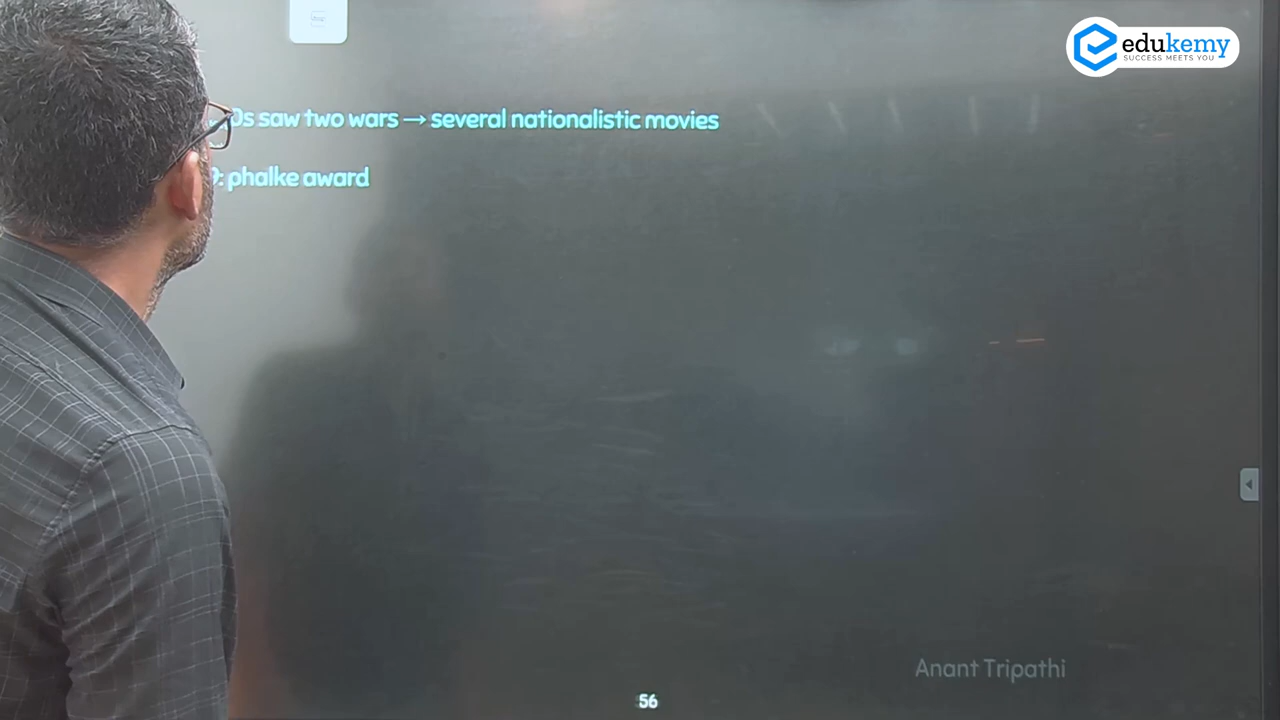 edukemy
SUCCESS MEETS YOU
0s saw two wars → several nationalistic movies
: phalke award
Anant Tripathi
56